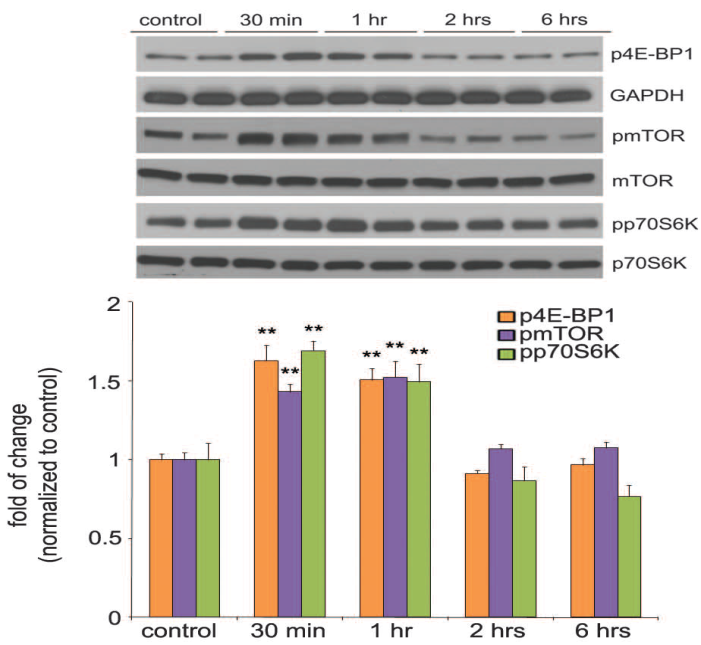 control 30 min 1 hr 2 hrs 6 hrs
p4E-BP1
GAPDH
pmTOR
mTOR
pp70S6K
p70S6K
2
1.5
1
0.5
0
fold of change
(normalized to control)
** ** **
** ** **
p4E-BP1
pmTOR
pp70S6K
control 30 min 1 hr 2 hrs 6 hrs